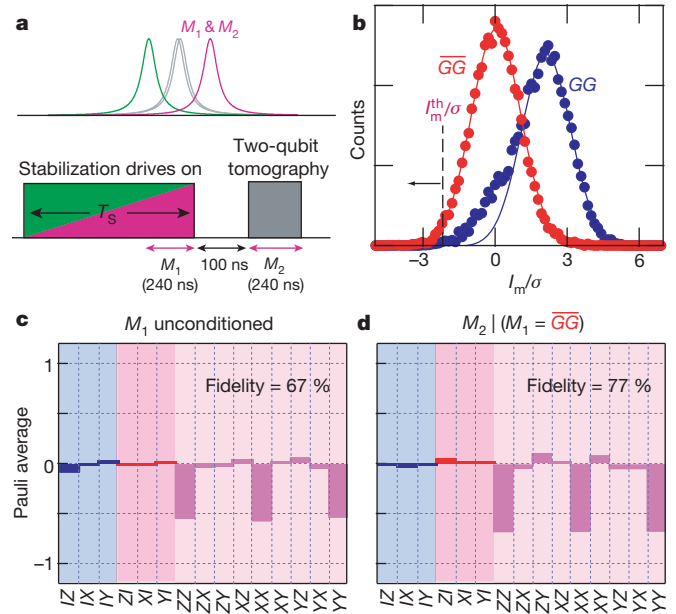 a
M₁ & M₂
Stabilization drives on
Two-qubit
tomography
Tₛ
M₁
(240 ns)
100 ns
M₂
(240 ns)
b
G̅G̅
GG
Iₘᵗʰ/σ
Counts
−3 0 3 6
Iₘ/σ
c
M₁ unconditioned
Fidelity = 67 %
Pauli average
1
0
−1
IZ IX IY ZI XI YI ZZ ZX ZY XZ XX XY YZ YX YY
d
M₂ | (M₁ = G̅G̅)
Fidelity = 77 %
IZ IX IY ZI XI YI ZZ ZX ZY XZ XX XY YZ YX YY